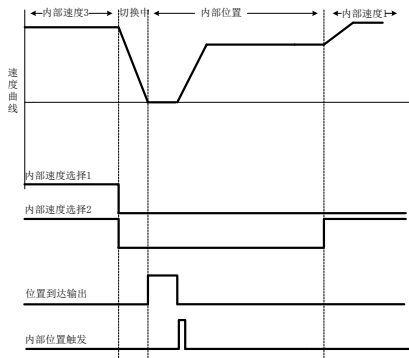 内部速度3
切换中
内部位置
内部速度1
速度曲线
内部速度选择1
内部速度选择2
位置到达输出
内部位置触发